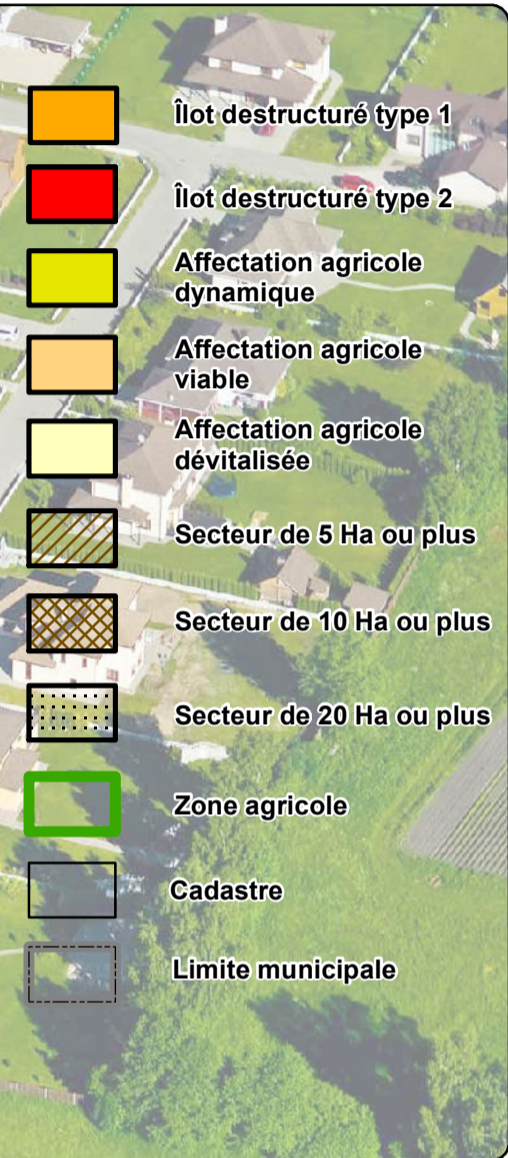 Îlot destructuré type 1
Îlot destructuré type 2
Affectation agricole
dynamique
Affectation agricole
viable
Affectation agricole
dévitalisée
Secteur de 5 Ha ou plus
Secteur de 10 Ha ou plus
Secteur de 20 Ha ou plus
Zone agricole
Cadastre
Limite municipale